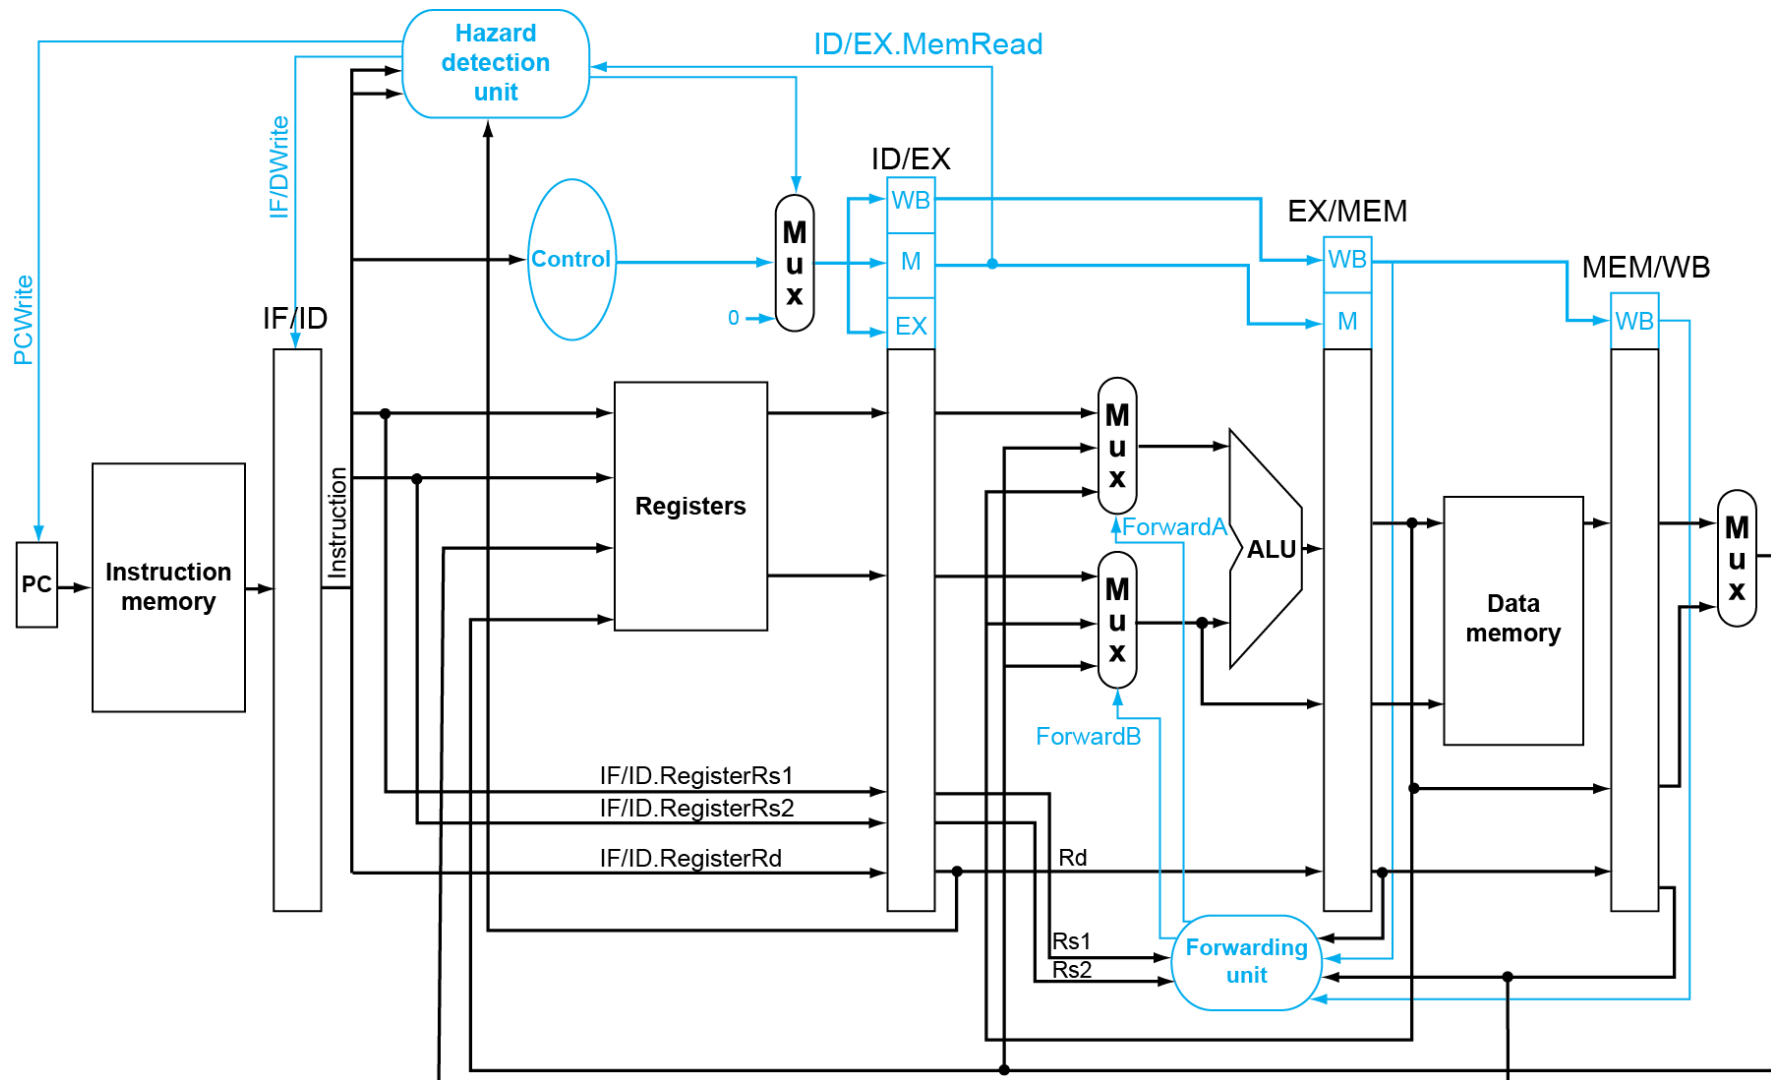 Hazard
detection
unit
ID/EX.MemRead
IF/DWrite
PCWrite
ID/EX
WB
M
EX
Control
M
u
x
0
EX/MEM
WB
M
MEM/WB
WB
IF/ID
Instruction
PC
Instruction
memory
Registers
M
u
x
ForwardA
M
u
x
ForwardB
ALU
Data
memory
M
u
x
IF/ID.RegisterRs1
IF/ID.RegisterRs2
IF/ID.RegisterRd
Rd
Rs1
Rs2
Forwarding
unit